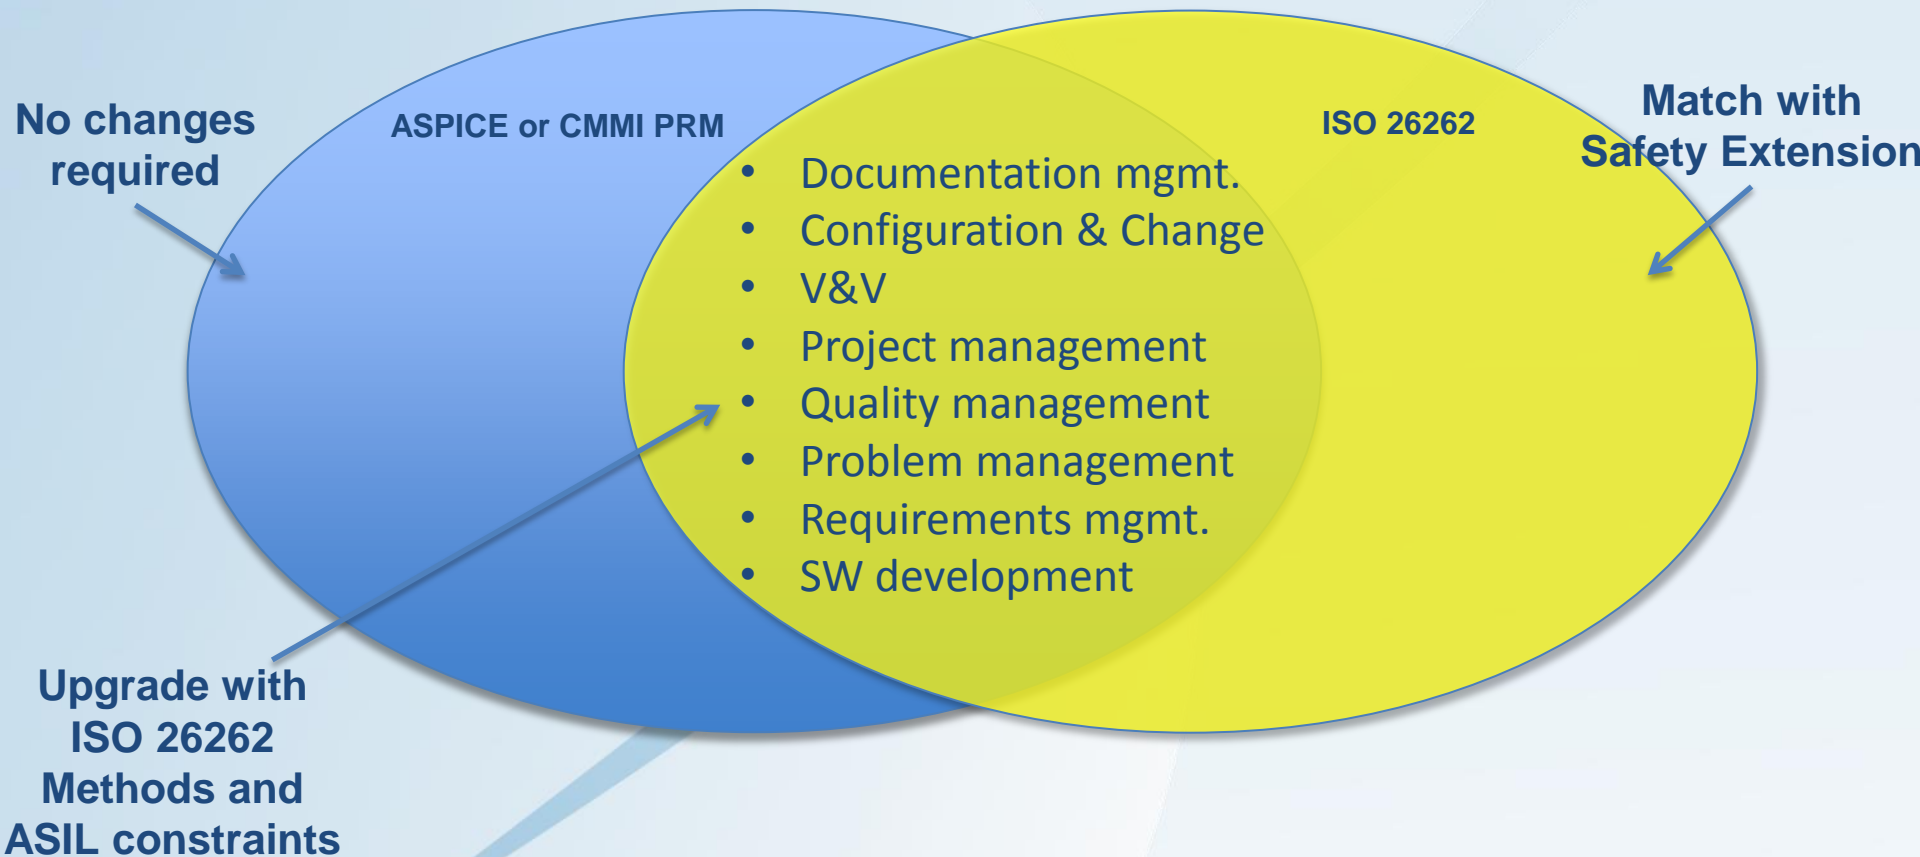 No changes
required
ASPICE or CMMI PRM
ISO 26262
Match with
Safety Extension
• Documentation mgmt.
• Configuration & Change
• V&V
• Project management
• Quality management
• Problem management
• Requirements mgmt.
• SW development
Upgrade with
ISO 26262
Methods and
ASIL constraints